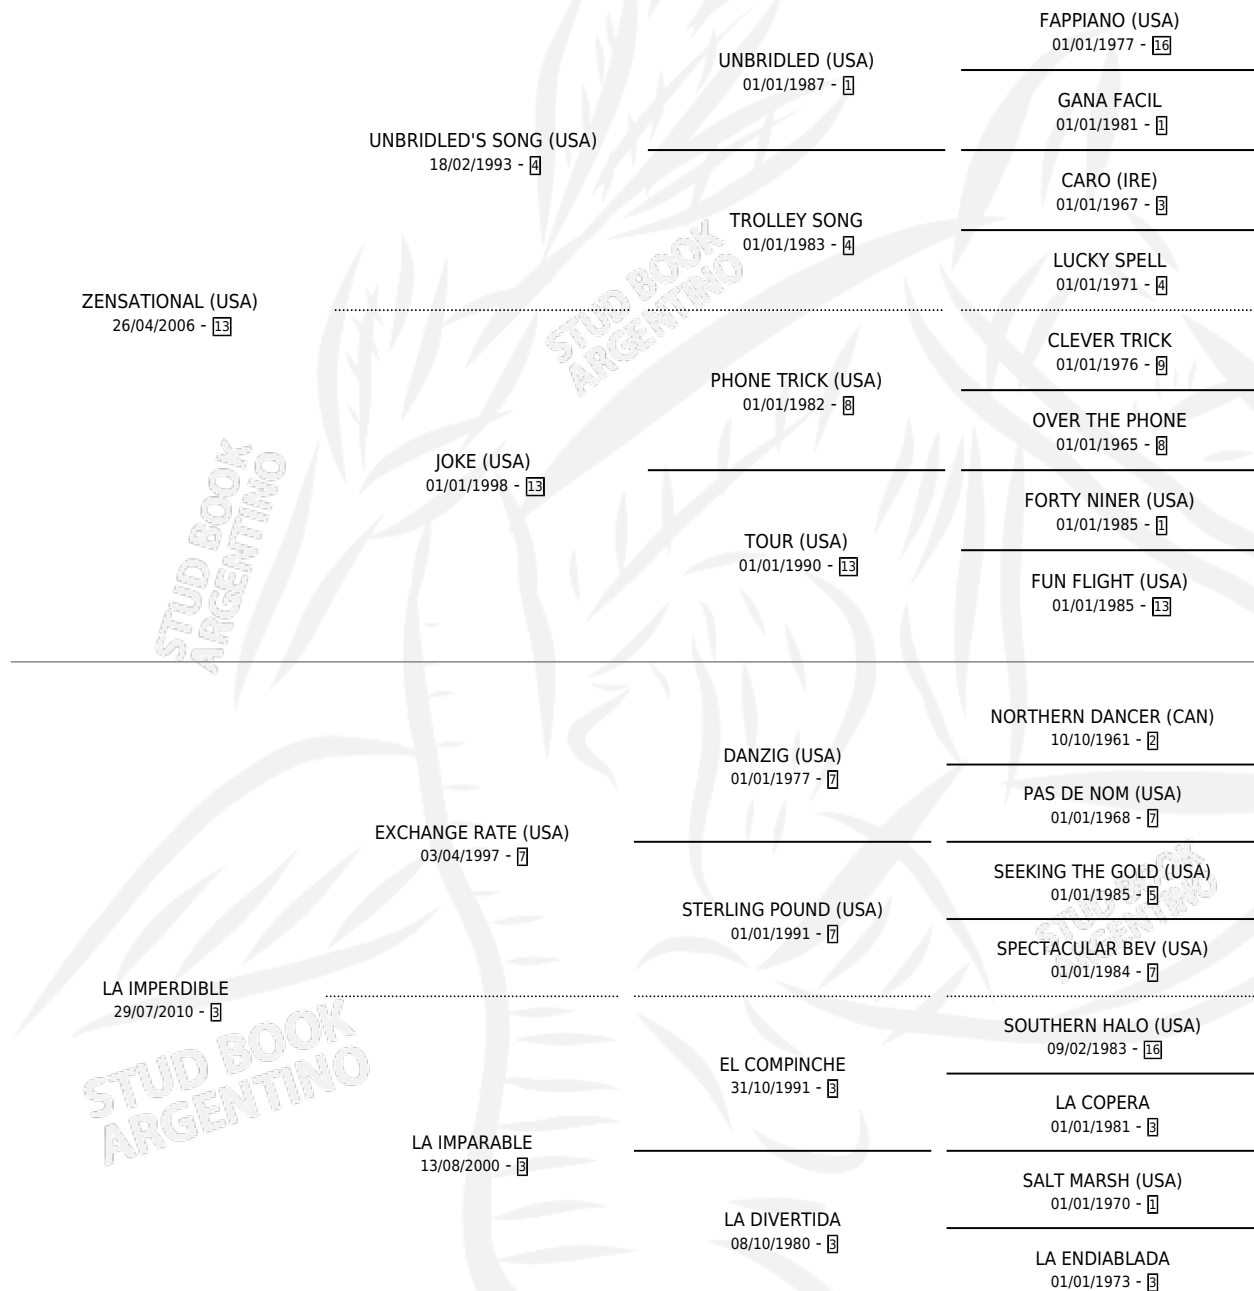 FAPPIANO (USA)
01/01/1977 - 16
UNBRIDLED (USA)
01/01/1987 - 1
GANA FACIL
01/01/1981 - 1
UNBRIDLED'S SONG (USA)
18/02/1993 - 4
CARO (IRE)
01/01/1967 - 3
TROLLEY SONG
01/01/1983 - 4
LUCKY SPELL
01/01/1971 - 4
ZENSATIONAL (USA)
26/04/2006 - 13
CLEVER TRICK
01/01/1976 - 9
PHONE TRICK (USA)
01/01/1982 - 8
OVER THE PHONE
01/01/1965 - 8
JOKE (USA)
01/01/1998 - 13
FORTY NINER (USA)
01/01/1985 - 1
TOUR (USA)
01/01/1990 - 13
FUN FLIGHT (USA)
01/01/1985 - 13
NORTHERN DANCER (CAN)
10/10/1961 - 2
DANZIG (USA)
01/01/1977 - 7
PAS DE NOM (USA)
01/01/1968 - 7
EXCHANGE RATE (USA)
03/04/1997 - 7
SEEKING THE GOLD (USA)
01/01/1985 - 5
STERLING POUND (USA)
01/01/1991 - 7
SPECTACULAR BEV (USA)
01/01/1984 - 7
LA IMPERDIBLE
29/07/2010 - 3
SOUTHERN HALO (USA)
09/02/1983 - 16
EL COMPINCHE
31/10/1991 - 3
LA COPERA
01/01/1981 - 3
LA IMPARABLE
13/08/2000 - 3
SALT MARSH (USA)
01/01/1970 - 1
LA DIVERTIDA
08/10/1980 - 3
LA ENDIABLADA
01/01/1973 - 3
STUD BOOK
ARGENTINO
STUD BOOK
ARGENTINO
STUD BOOK
ARGENTINO
STUD BOOK
ARGENTINO